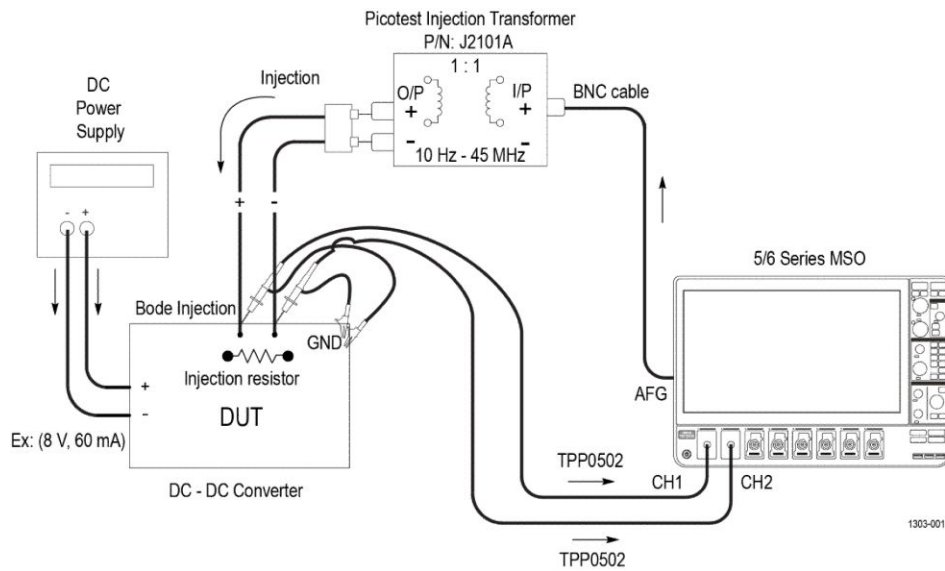 Picotest Injection Transformer
P/N: J2101A
1 : 1
O/P
I/P
+
+
-
-
10 Hz - 45 MHz
Injection
BNC cable
DC
Power
Supply
- +
+ -
5/6 Series MSO
Bode Injection
GND
Injection resistor
+
-
DUT
AFG
Ex: (8 V, 60 mA)
DC - DC Converter
TPP0502
CH1
CH2
TPP0502
1303-001